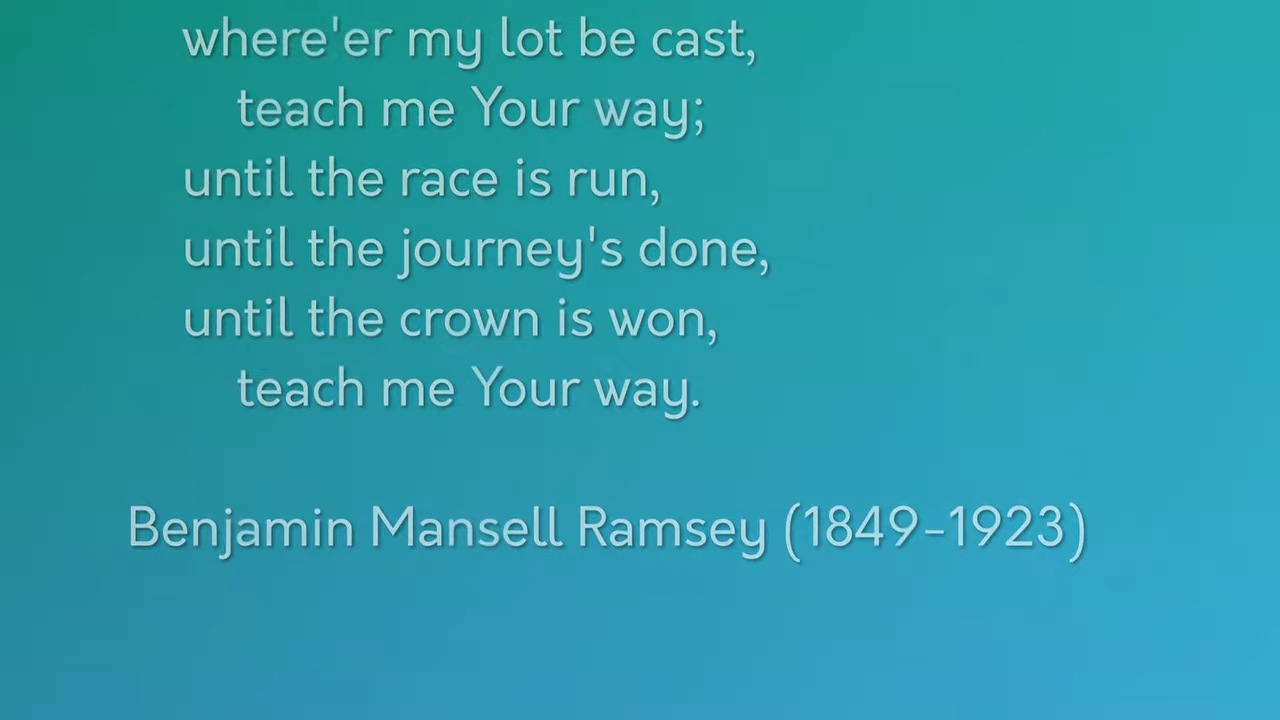 where'er my lot be cast,
teach me Your way;
until the race is run,
until the journey's done,
until the crown is won,
teach me Your way.
Benjamin Mansell Ramsey (1849-1923)